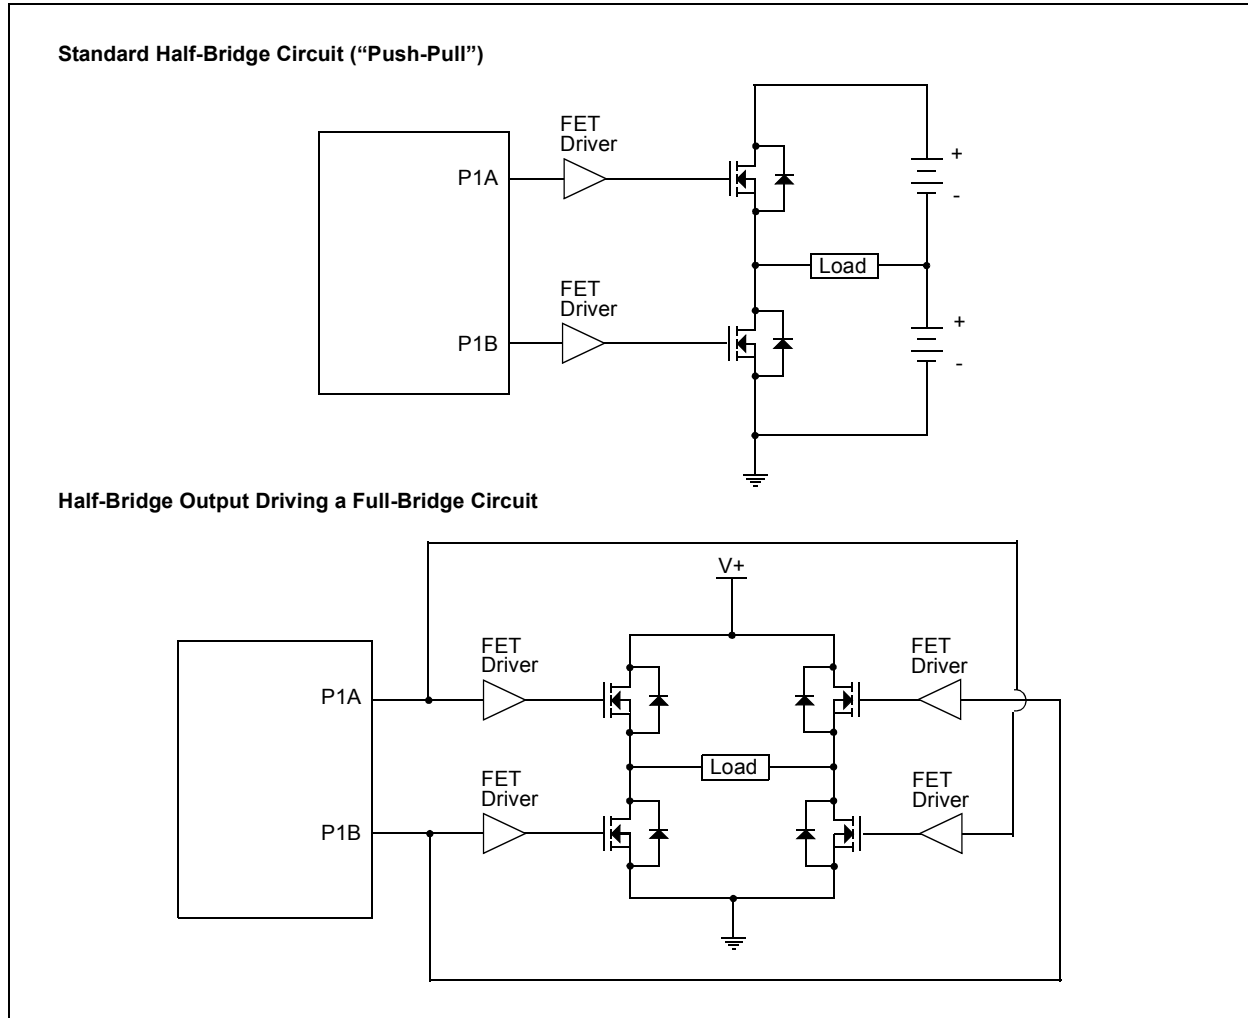 Standard Half-Bridge Circuit (“Push-Pull”)
FET
Driver
P1A
+
-
Load
FET
Driver
P1B
+
-
Half-Bridge Output Driving a Full-Bridge Circuit
V+
FET
Driver
FET
Driver
P1A
Load
FET
Driver
FET
Driver
P1B